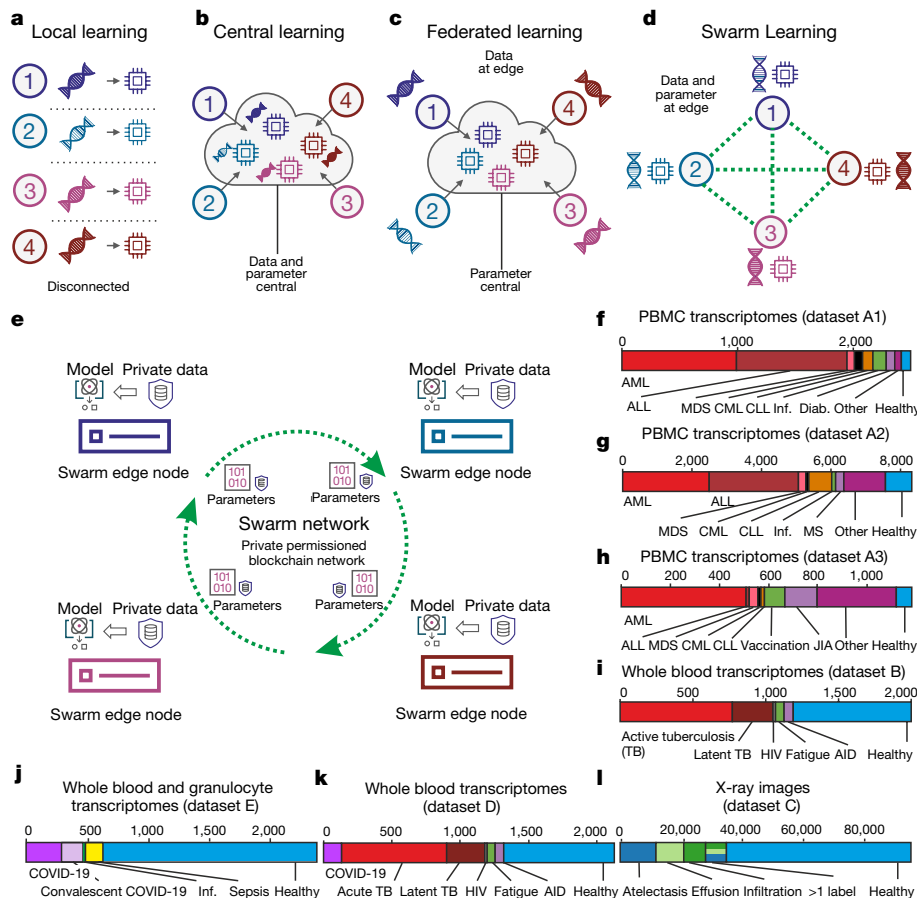 a Local learning
1
2
3
4
Disconnected
b Central learning
1
4
2
3
Data and
parameter
central
c Federated learning
Data
at edge
1
4
2
3
Parameter
central
d Swarm Learning
Data and
parameter
at edge
1
2
4
3
e
Model Private data
Swarm edge node
Model Private data
Swarm edge node
101
010
Parameters
101
010
Parameters
Swarm network
Private permissioned
blockchain network
101
010
Parameters
101
010
Parameters
Model Private data
Swarm edge node
Model Private data
Swarm edge node
f
PBMC transcriptomes (dataset A1)
0 1,000 2,000
AML
ALL MDS CML CLL Inf. Diab. Other Healthy
g
PBMC transcriptomes (dataset A2)
0 2,000 4,000 6,000 8,000
AML ALL
MDS CML CLL Inf. MS Other Healthy
h
PBMC transcriptomes (dataset A3)
0 200 400 600 800 1,000
AML
ALL MDS CML CLL Vaccination JIA Other Healthy
i
Whole blood transcriptomes (dataset B)
0 500 1,000 1,500 2,000
Active tuberculosis
(TB) Latent TB HIV Fatigue AID Healthy
j
Whole blood and granulocyte
transcriptomes (dataset E)
0 500 1,000 1,500 2,000
COVID-19
Convalescent COVID-19 Inf. Sepsis Healthy
k
Whole blood transcriptomes
(dataset D)
0 500 1,000 1,500 2,000
COVID-19
Acute TB Latent TB HIV Fatigue AID Healthy
l
X-ray images
(dataset C)
0 20,000 40,000 60,000 80,000
Atelectasis Effusion Infiltration >1 label Healthy